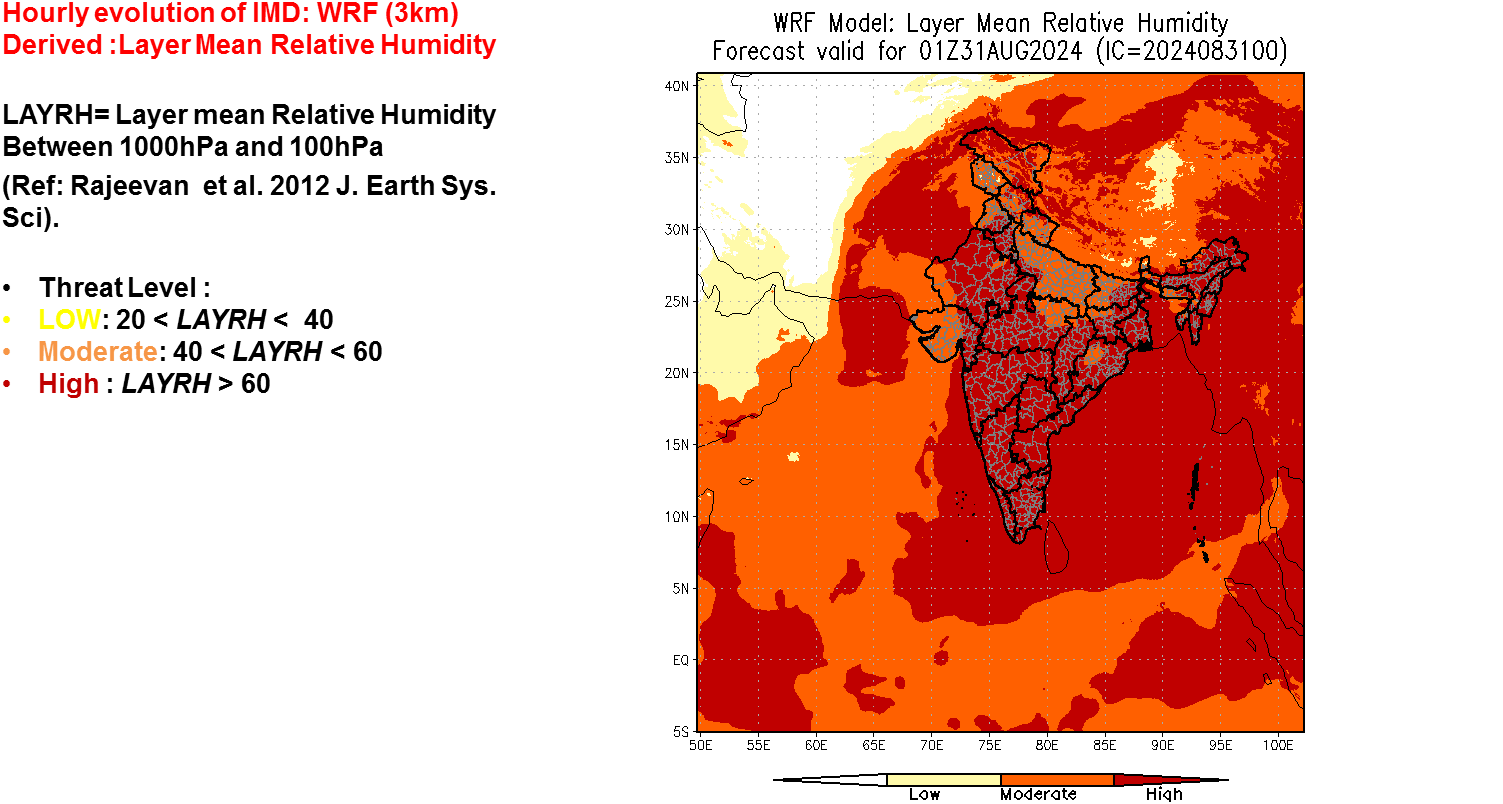 Hourly evolution of IMD: WRF (3km)
Derived :Layer Mean Relative Humidity
LAYRH= Layer mean Relative Humidity
Between 1000hPa and 100hPa
(Ref: Rajeevan et al. 2012 J. Earth Sys.
Sci).
• Threat Level :
• LOW: 20 < LAYRH < 40
• Moderate: 40 < LAYRH < 60
• High : LAYRH > 60
WRF Model: Layer Mean Relative Humidity
Forecast valid for 01Z31AUG2024 (IC=2024083100)
40N
35N
30N
25N
20N
15N
10N
5N
EQ
5S
50E 55E 60E 65E 70E 75E 80E 85E 90E 95E 100E
Low Moderate High